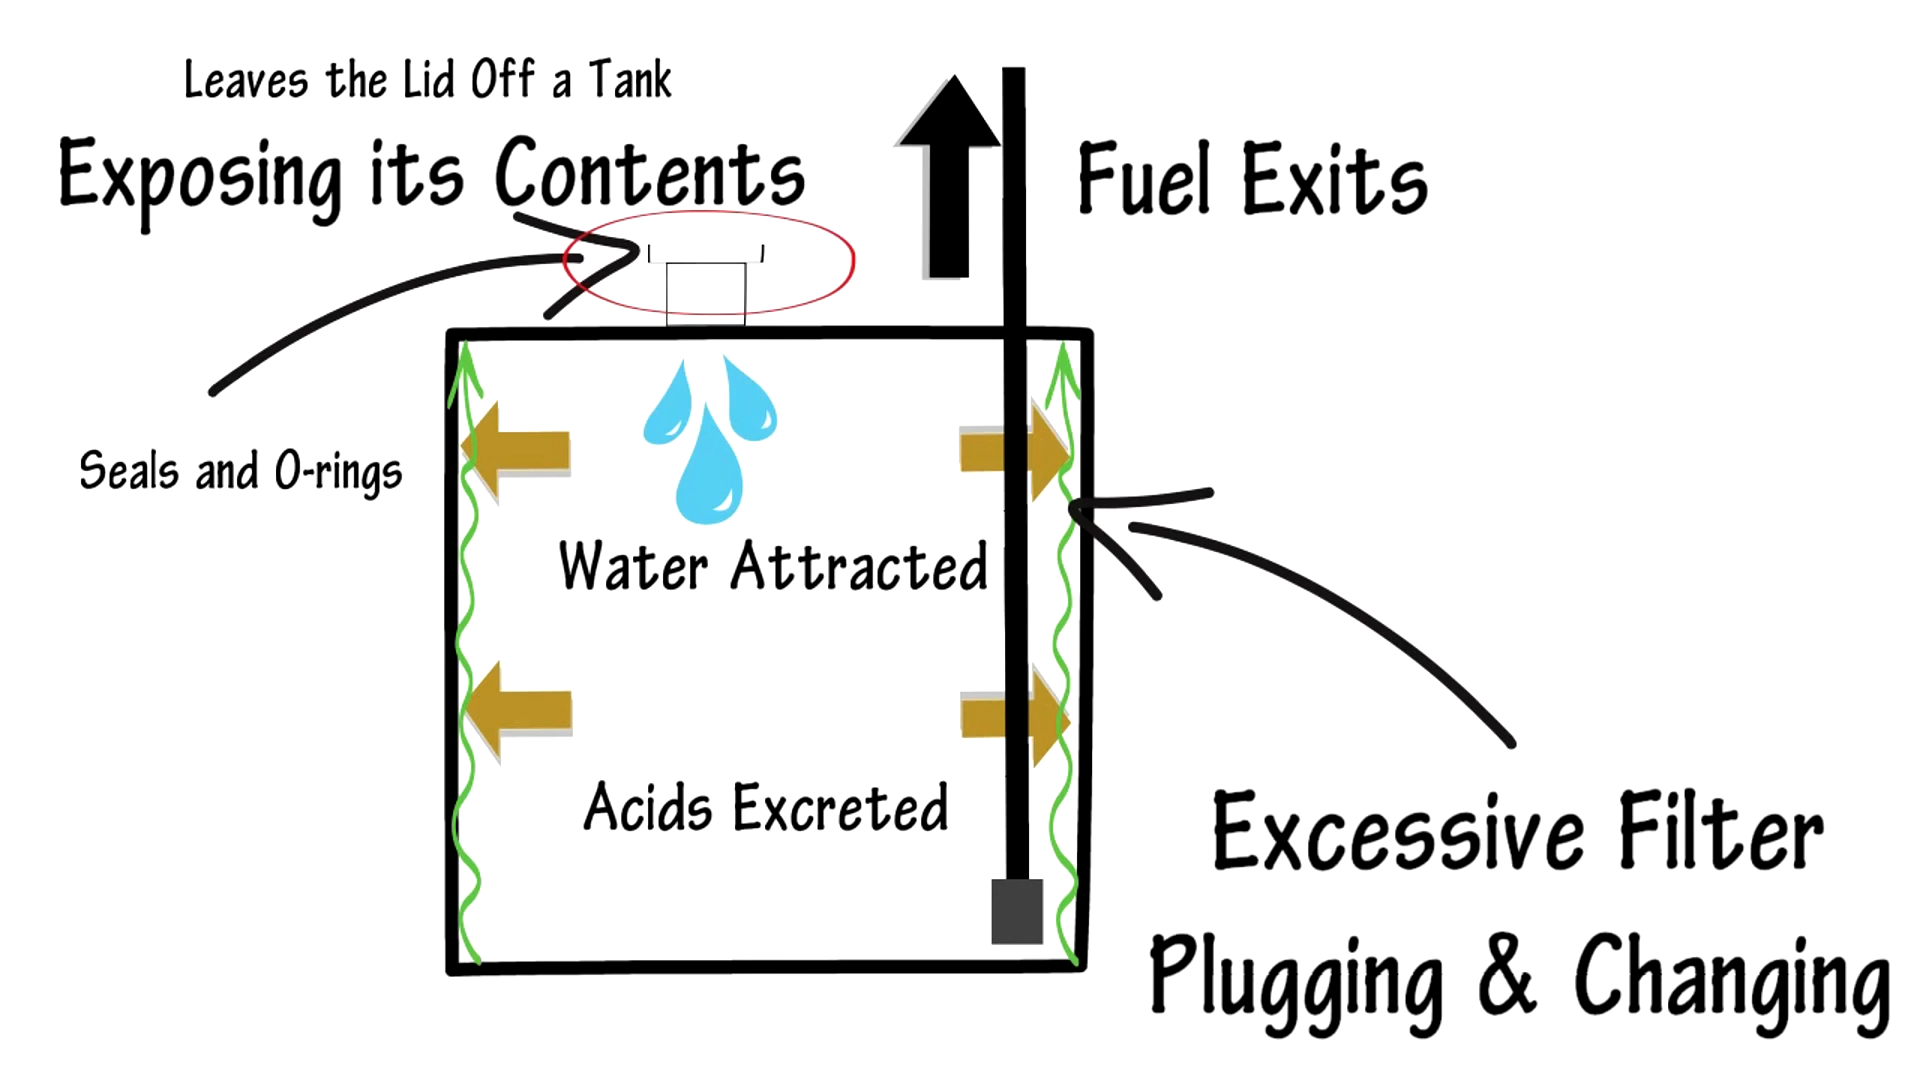 Leaves the Lid Off a Tank
Exposing its Contents
Fuel Exits
Seals and O-rings
Water Attracted
Acids Excreted
Excessive Filter
Plugging & Changing